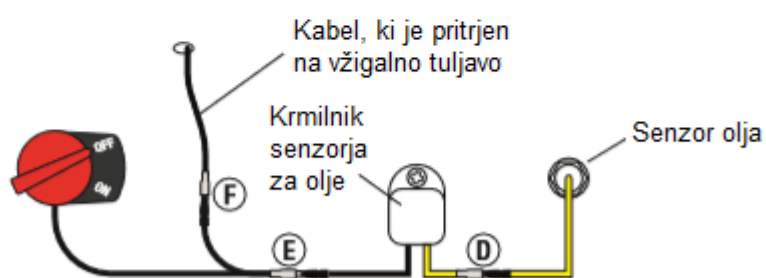 Kabel, ki je pritrjen
na vžigalno tuljavo
Krmilnik
senzorja
za olje
Senzor olja
OFF
ON
F
E
D